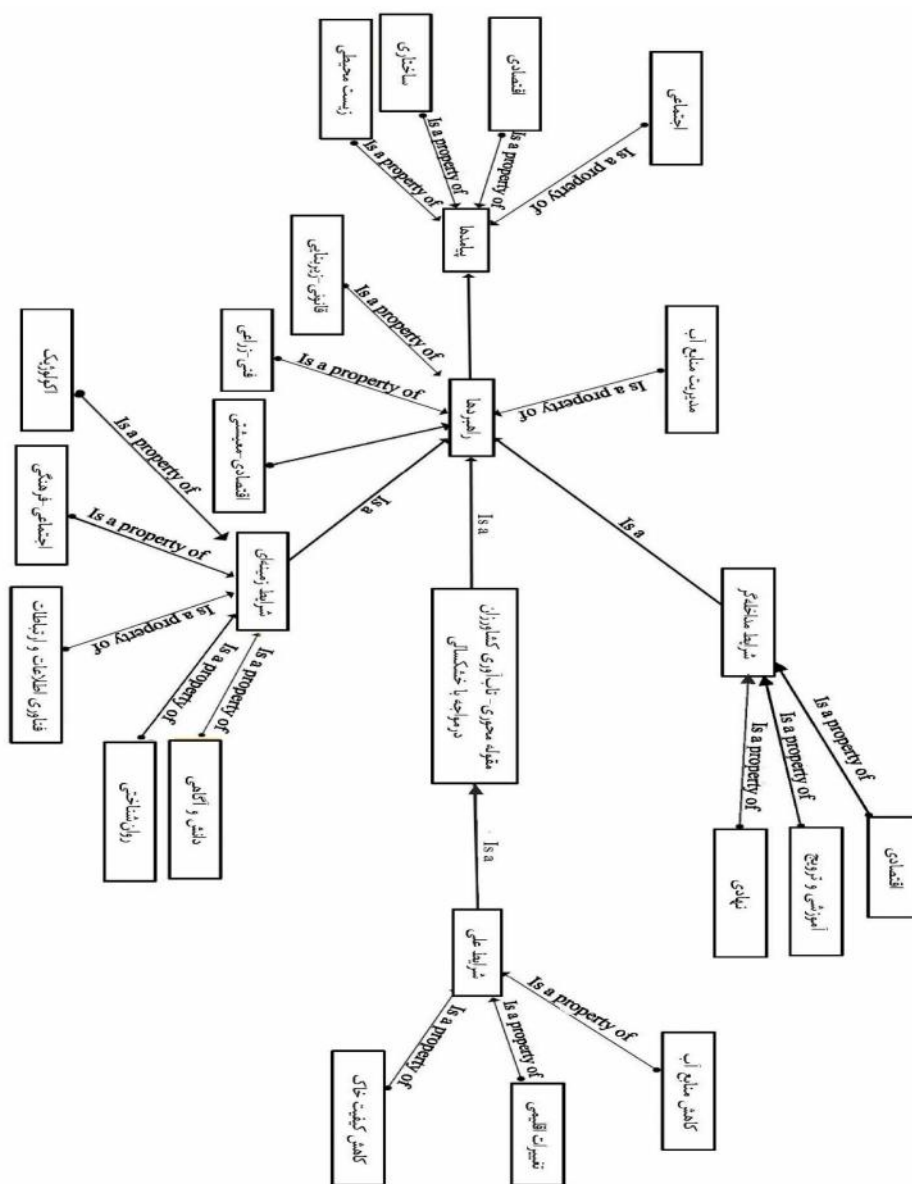 اجتماعی
Is a property of
اقتصادی
Is a property of
ساختاری
Is a property of
زیست محیطی
Is a property of
پیامدها
مدیریت منابع آب
Is a property of
قانونی-زیربنایی
Is a property of
فنی-زراعی
Is a property of
اقتصادی-معیشتی
راهبردها
Is a
Is a
Is a
شرایط مداخله‌گر
Is a property of
اقتصادی
Is a property of
آموزشی و ترویج
Is a property of
نهادی
مقوله محوری- تاب‌آوری کشاورزان
درمواجه با خشکسالی
شرایط زمینه‌ای
Is a property of
اکولوژیک
Is a property of
اجتماعی-فرهنگی
Is a property of
فناوری اطلاعات و ارتباطات
Is a property of
روان‌شناختی
Is a property of
دانش و آگاهی
Is a
شرایط علی
Is a property of
کاهش منابع آب
Is a property of
تغییرات اقلیمی
Is a property of
کاهش کیفیت خاک